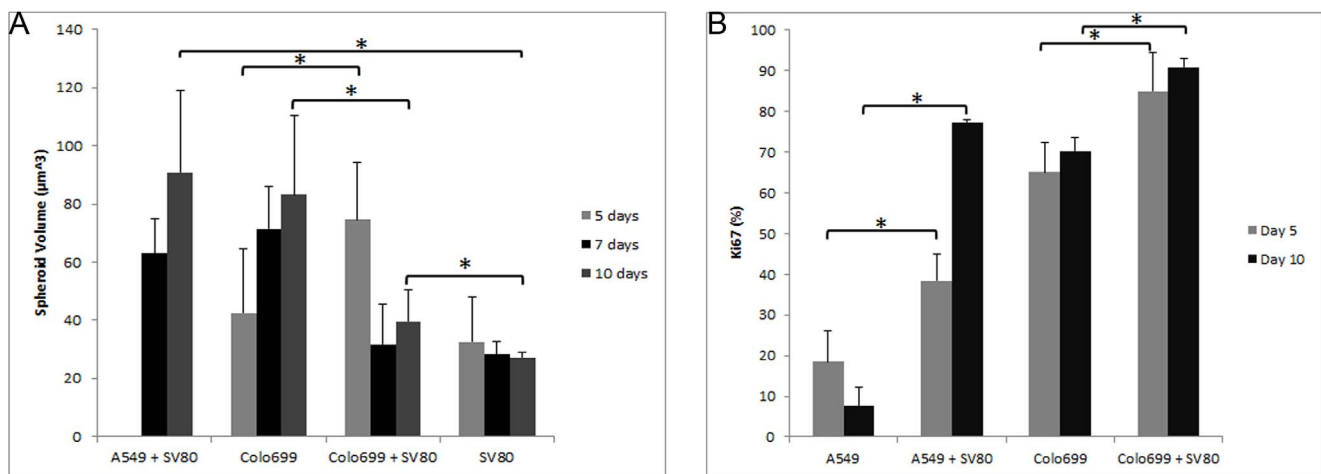 A
140
120
100
80
60
40
20
0
Spheroid Volume (µm^3)
*
*
*
*
A549 + SV80
Colo699
Colo699 + SV80
SV80
5 days
7 days
10 days
B
100
90
80
70
60
50
40
30
20
10
0
Ki67 (%)
*
*
*
*
A549
A549 + SV80
Colo699
Colo699 + SV80
Day 5
Day 10